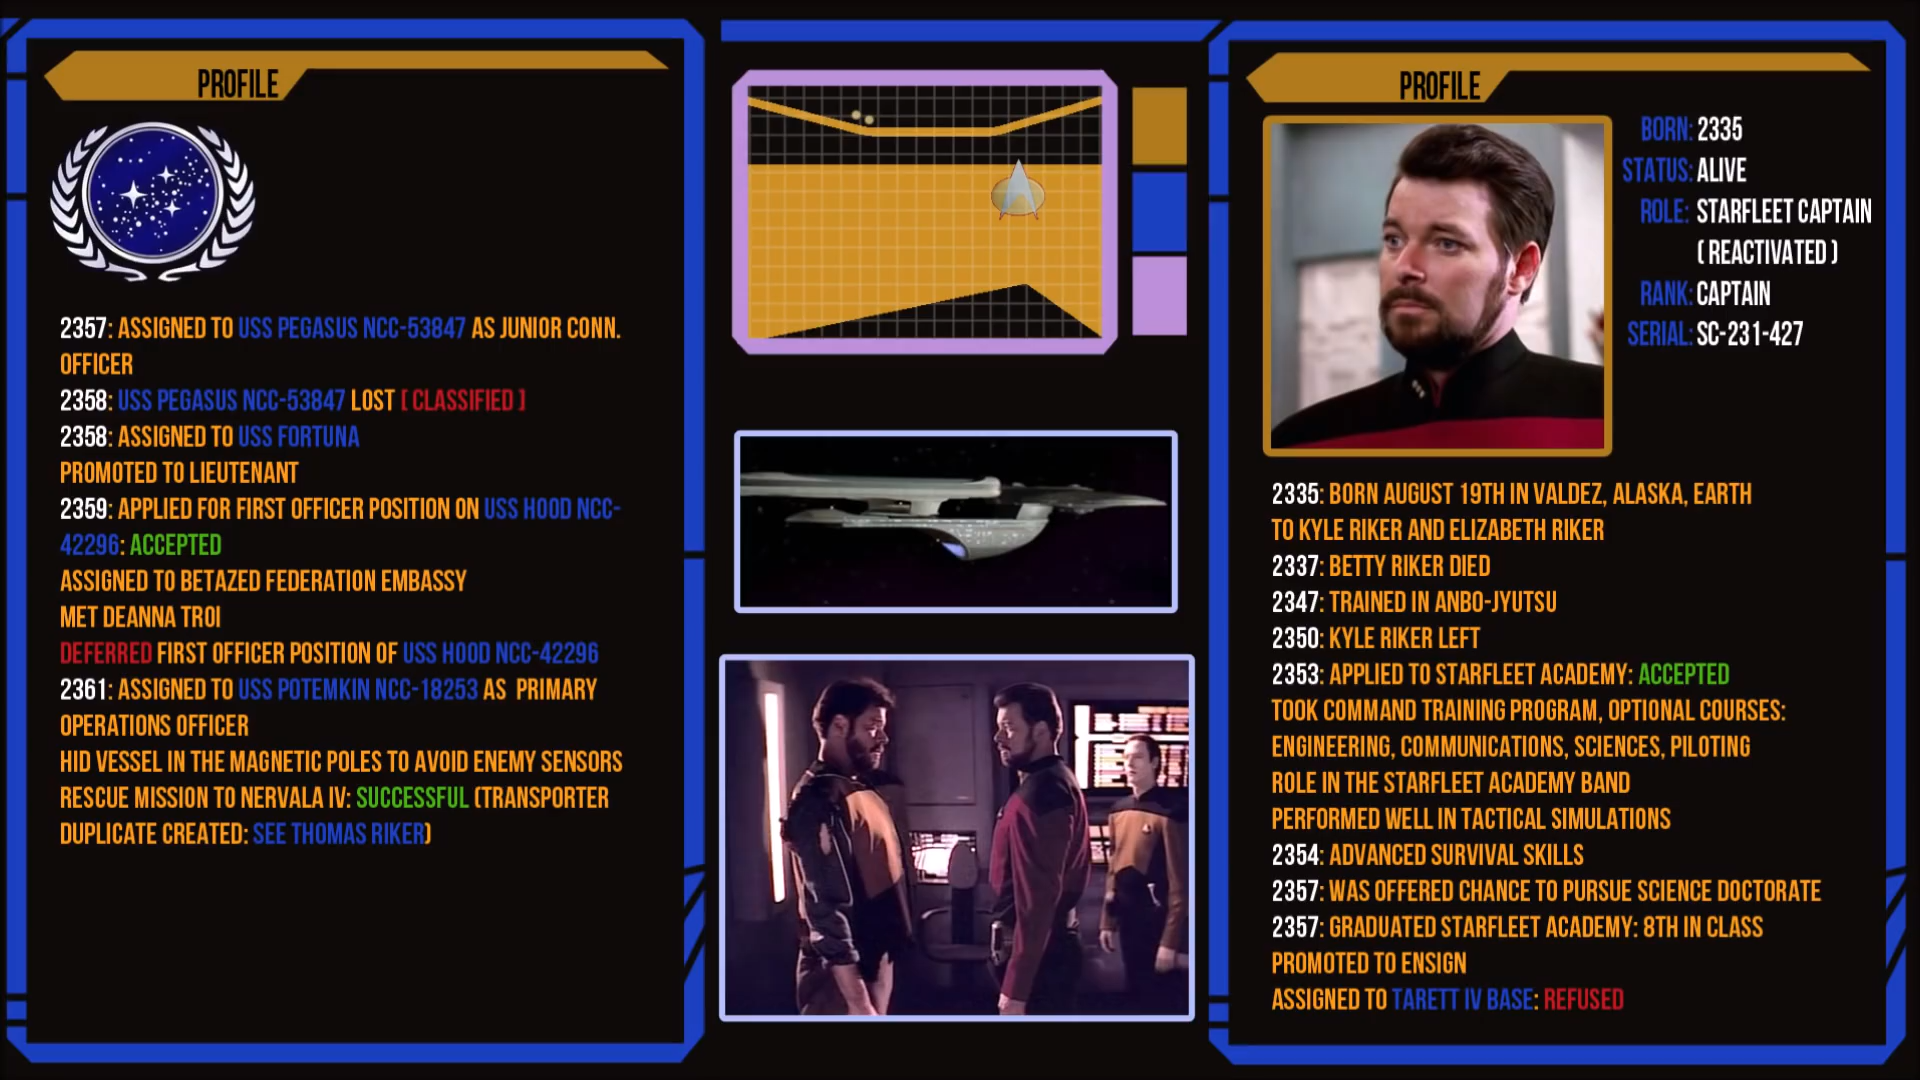 PROFILE
2357: ASSIGNED TO USS PEGASUS NCC-53847 AS JUNIOR CONN.
OFFICER
2358: USS PEGASUS NCC-53847 LOST [ CLASSIFIED ]
2358: ASSIGNED TO USS FORTUNA
PROMOTED TO LIEUTENANT
2359: APPLIED FOR FIRST OFFICER POSITION ON USS HOOD NCC-
42296: ACCEPTED
ASSIGNED TO BETAZED FEDERATION EMBASSY
MET DEANNA TROI
DEFERRED FIRST OFFICER POSITION OF USS HOOD NCC-42296
2361: ASSIGNED TO USS POTEMKIN NCC-18253 AS PRIMARY
OPERATIONS OFFICER
HID VESSEL IN THE MAGNETIC POLES TO AVOID ENEMY SENSORS
RESCUE MISSION TO NERVALA IV: SUCCESSFUL (TRANSPORTER
DUPLICATE CREATED: SEE THOMAS RIKER)
PROFILE
BORN: 2335
STATUS: ALIVE
ROLE: STARFLEET CAPTAIN
( REACTIVATED )
RANK: CAPTAIN
SERIAL: SC-231-427
2335: BORN AUGUST 19TH IN VALDEZ, ALASKA, EARTH
TO KYLE RIKER AND ELIZABETH RIKER
2337: BETTY RIKER DIED
2347: TRAINED IN ANBO-JYUTSU
2350: KYLE RIKER LEFT
2353: APPLIED TO STARFLEET ACADEMY: ACCEPTED
TOOK COMMAND TRAINING PROGRAM, OPTIONAL COURSES:
ENGINEERING, COMMUNICATIONS, SCIENCES, PILOTING
ROLE IN THE STARFLEET ACADEMY BAND
PERFORMED WELL IN TACTICAL SIMULATIONS
2354: ADVANCED SURVIVAL SKILLS
2357: WAS OFFERED CHANCE TO PURSUE SCIENCE DOCTORATE
2357: GRADUATED STARFLEET ACADEMY: 8TH IN CLASS
PROMOTED TO ENSIGN
ASSIGNED TO TARETT IV BASE: REFUSED